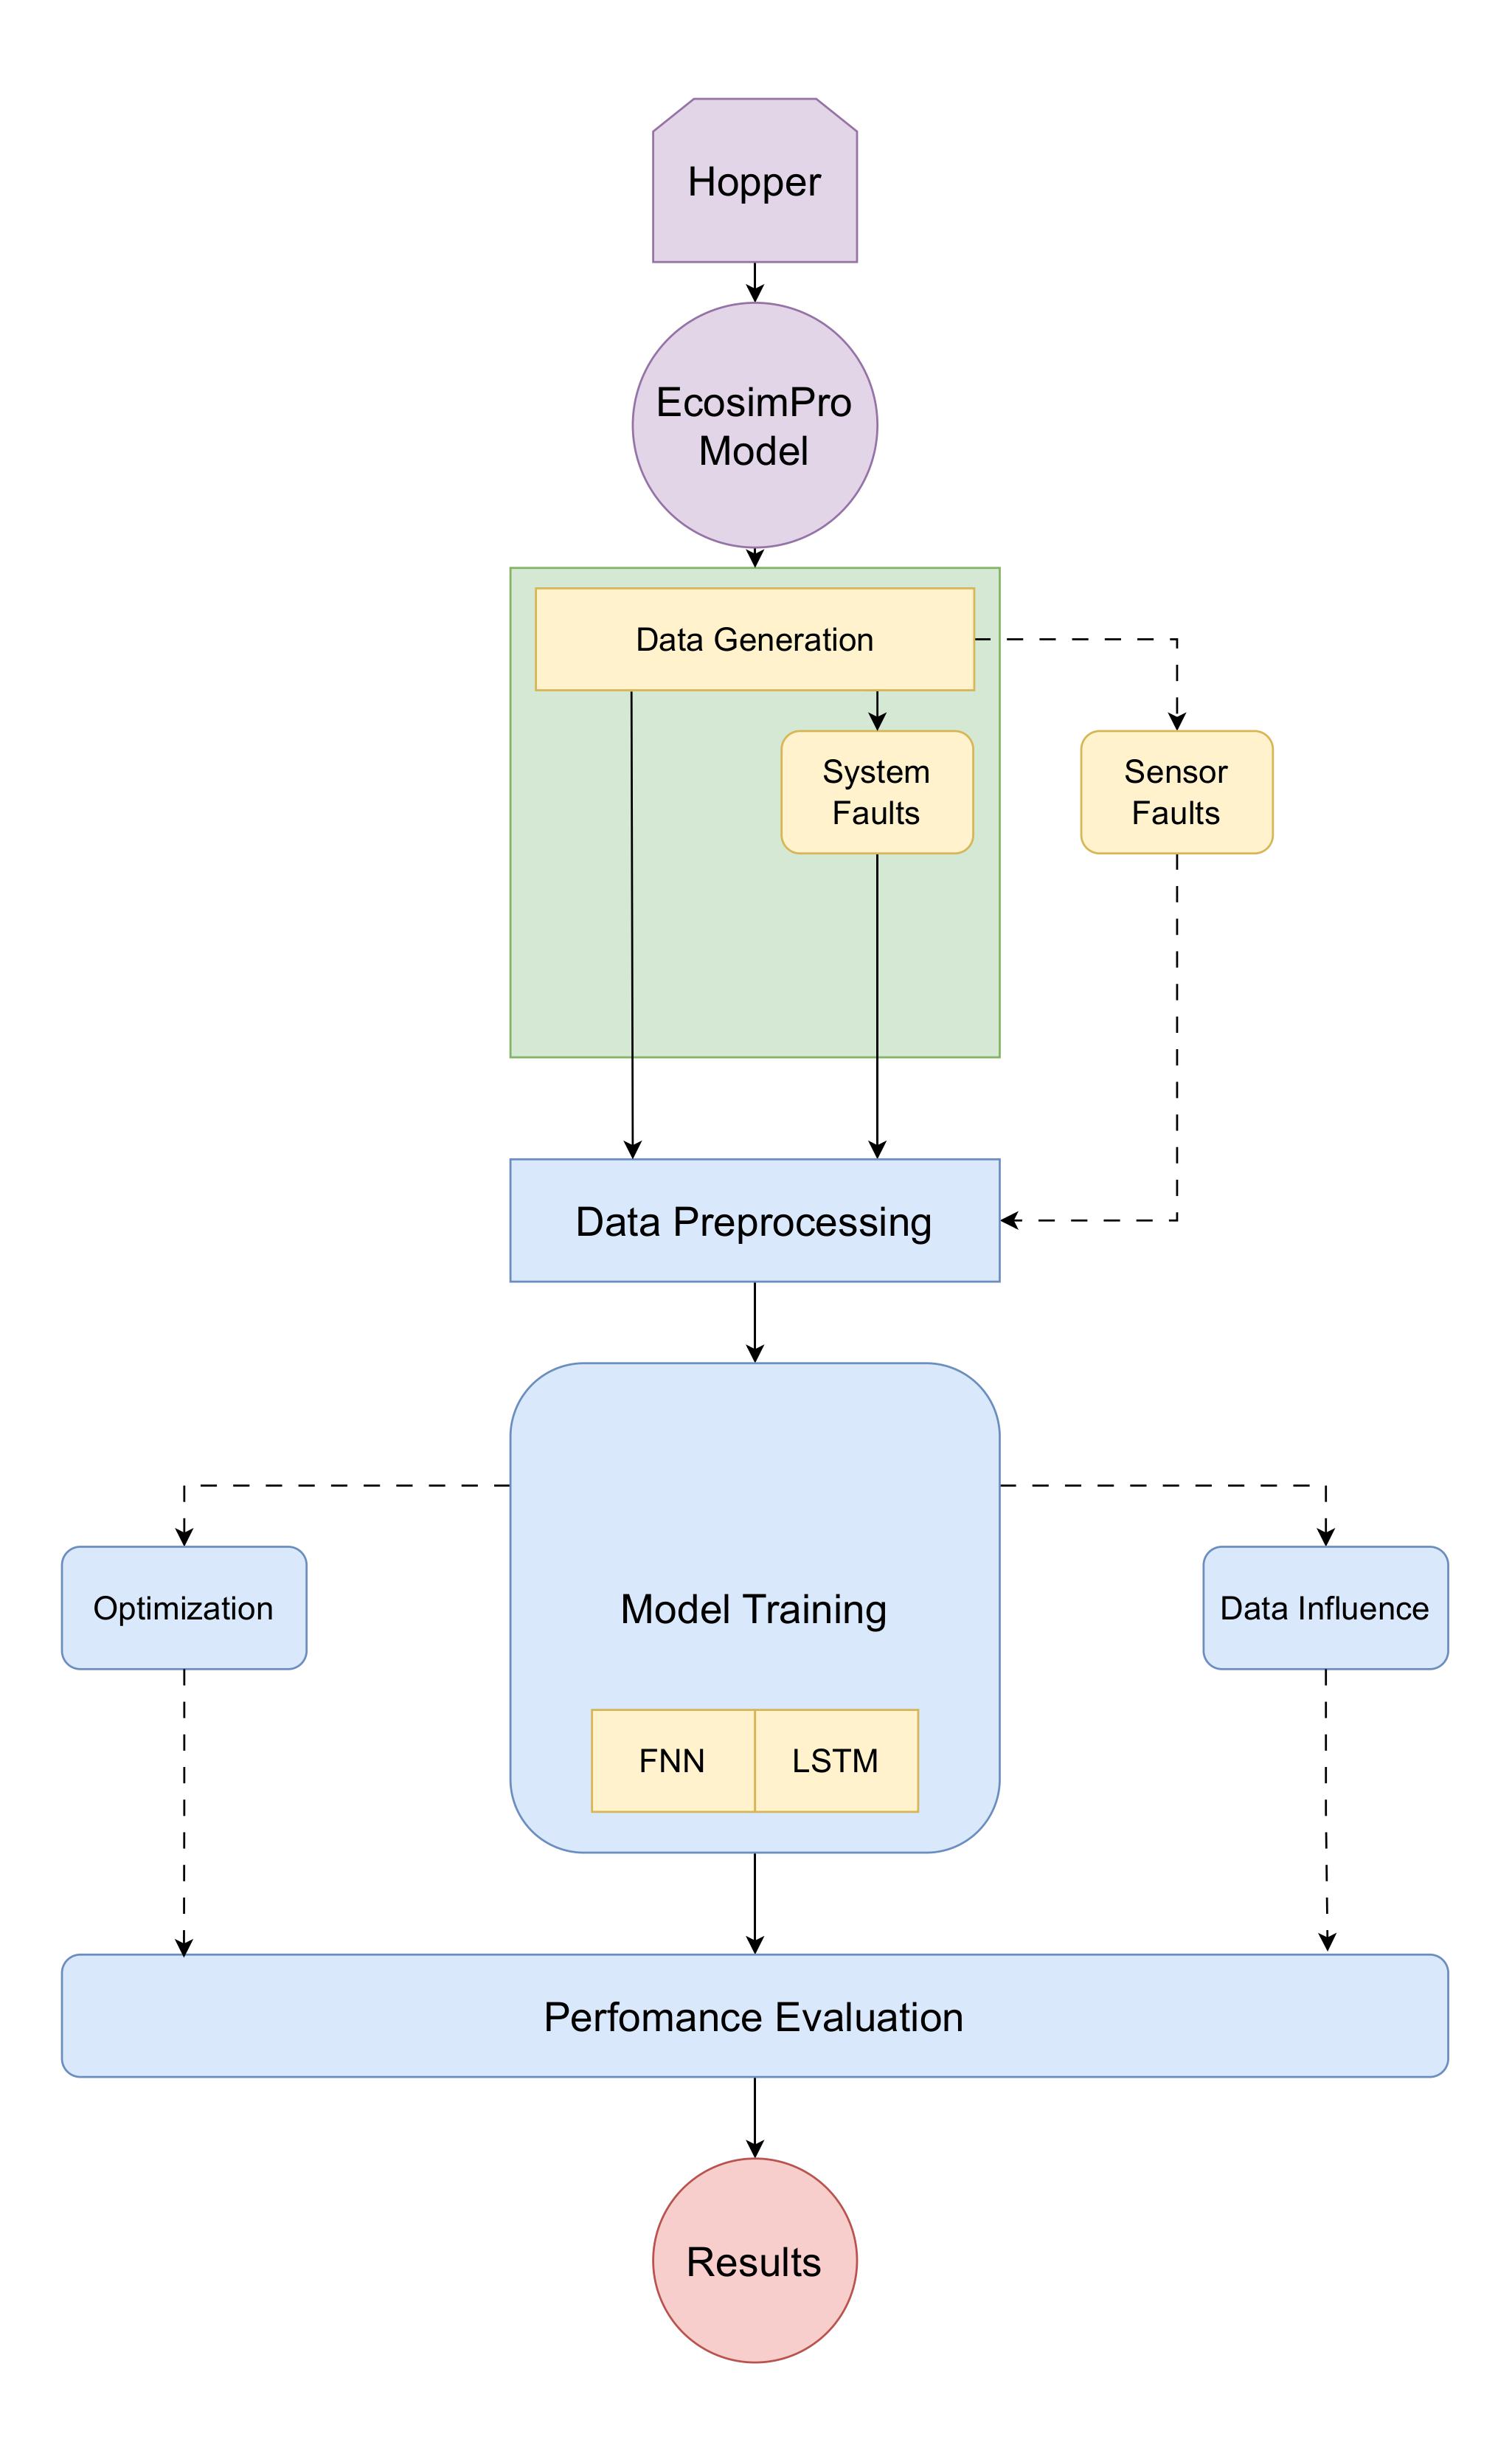 Hopper
EcosimPro
Model
Data Generation
System
Faults
Sensor
Faults
Data Preprocessing
Optimization
Model Training
Data Influence
FNN
LSTM
Perfomance Evaluation
Results